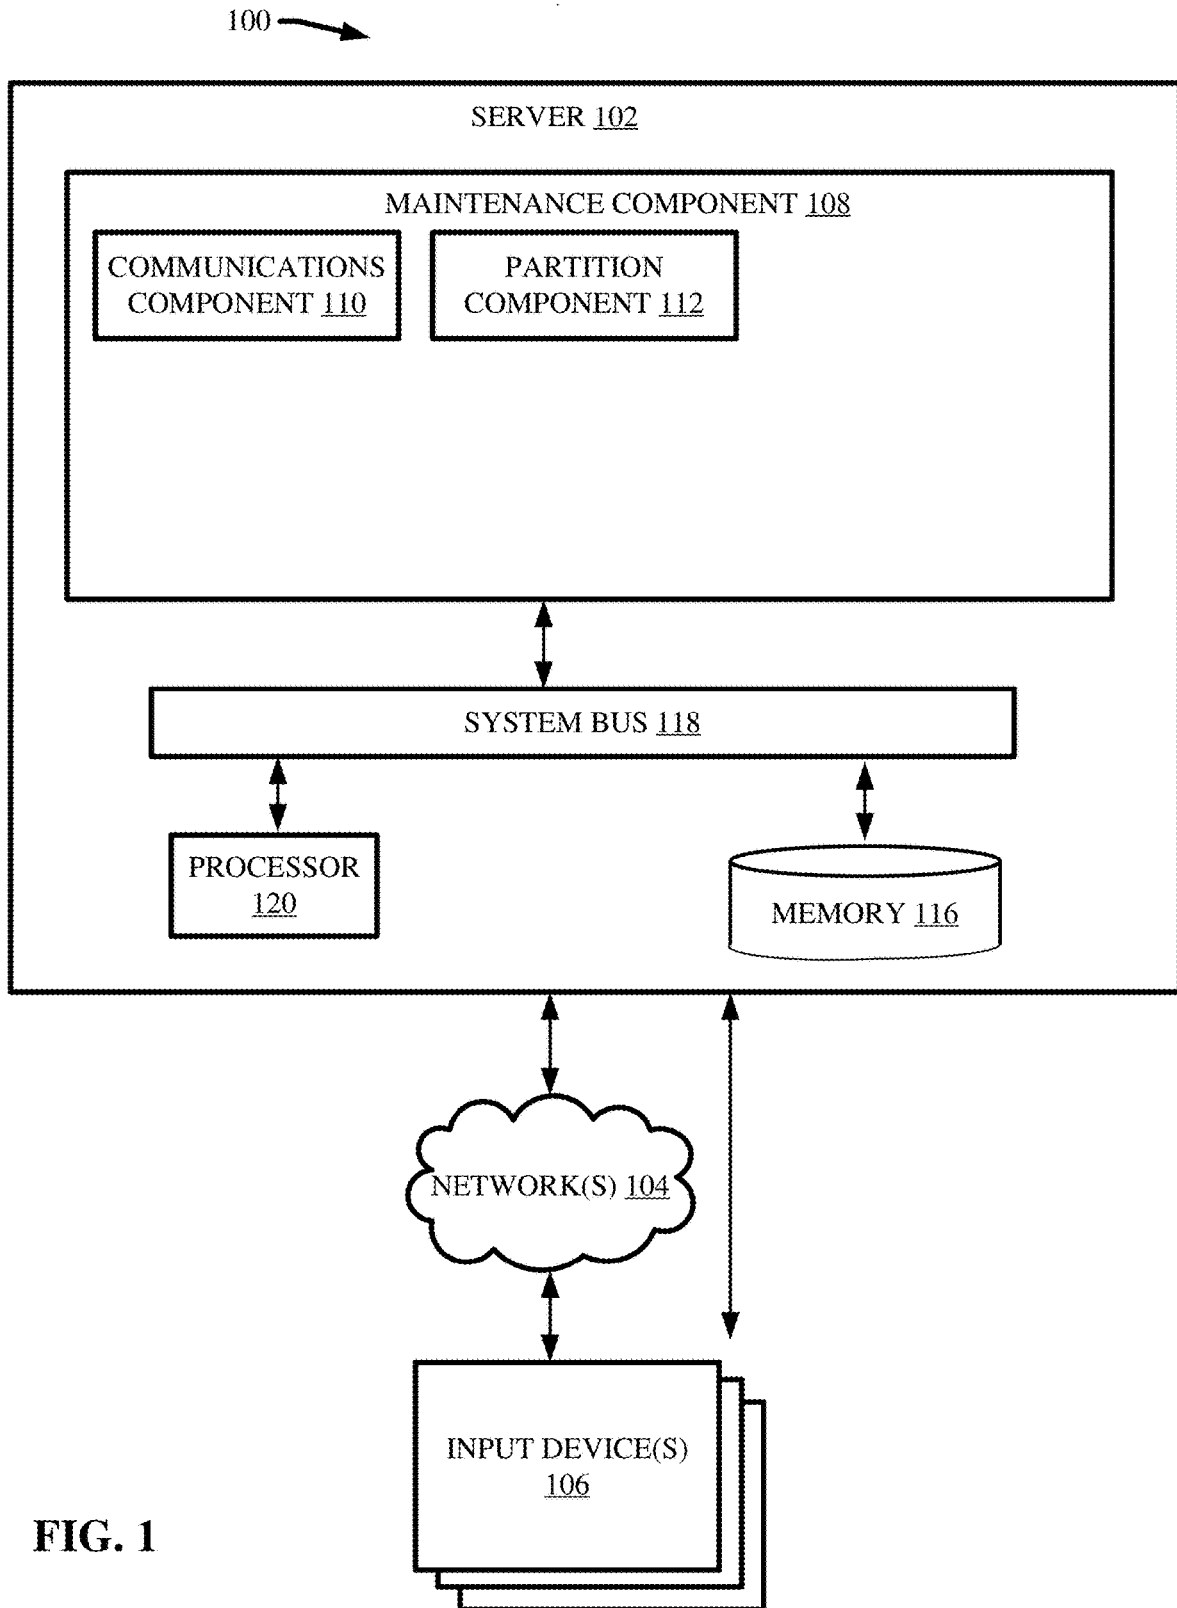 100
SERVER 102
MAINTENANCE COMPONENT 108
COMMUNICATIONS
COMPONENT 110
PARTITION
COMPONENT 112
SYSTEM BUS 118
PROCESSOR
120
MEMORY 116
NETWORK(S) 104
INPUT DEVICE(S)
106
FIG. 1